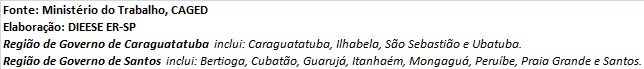 Fonte: Ministério do Trabalho, CAGED
Elaboração: DIEESE ER-SP
Região de Governo de Caraguatatuba inclui: Caraguatatuba, Ilhabela, São Sebastião e Ubatuba.
Região de Governo de Santos inclui: Bertioga, Cubatão, Guarujá, Itanhaém, Mongaguá, Peruíbe, Praia Grande e Santos.